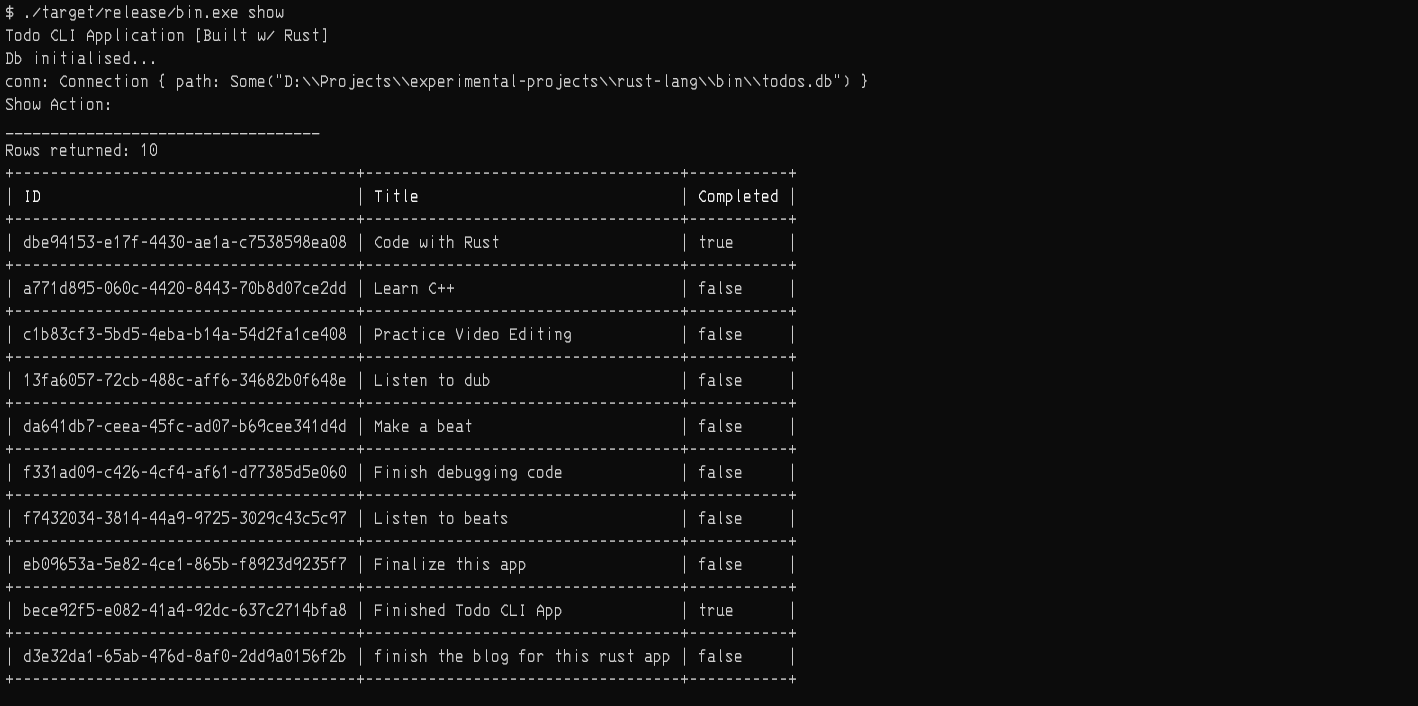 $ ./target/release/bin.exe show
Todo CLI Application [Built w/ Rust]
Db initialised...
conn: Connection { path: Some("D:\\Projects\\experimental-projects\\rust-lang\\bin\\todos.db") }
Show Action:
___________________________________
Rows returned: 10
+--------------------------------------+-----------------------------------+-----------+
| ID                                   | Title                             | Completed |
+--------------------------------------+-----------------------------------+-----------+
| dbe94153-e17f-4430-ae1a-c7538598ea08 | Code with Rust                    | true      |
+--------------------------------------+-----------------------------------+-----------+
| a771d895-060c-4420-8443-70b8d07ce2dd | Learn C++                         | false     |
+--------------------------------------+-----------------------------------+-----------+
| c1b83cf3-5bd5-4eba-b14a-54d2fa1ce408 | Practice Video Editing            | false     |
+--------------------------------------+-----------------------------------+-----------+
| 13fa6057-72cb-488c-aff6-34682b0f648e | Listen to dub                     | false     |
+--------------------------------------+-----------------------------------+-----------+
| da641db7-ceea-45fc-ad07-b69cee341d4d | Make a beat                       | false     |
+--------------------------------------+-----------------------------------+-----------+
| f331ad09-c426-4cf4-af61-d77385d5e060 | Finish debugging code             | false     |
+--------------------------------------+-----------------------------------+-----------+
| f7432034-3814-44a9-9725-3029c43c5c97 | Listen to beats                   | false     |
+--------------------------------------+-----------------------------------+-----------+
| eb09653a-5e82-4ce1-865b-f8923d9235f7 | Finalize this app                 | false     |
+--------------------------------------+-----------------------------------+-----------+
| bece92f5-e082-41a4-92dc-637c2714bfa8 | Finished Todo CLI App             | true      |
+--------------------------------------+-----------------------------------+-----------+
| d3e32da1-65ab-476d-8af0-2dd9a0156f2b | finish the blog for this rust app | false     |
+--------------------------------------+-----------------------------------+-----------+